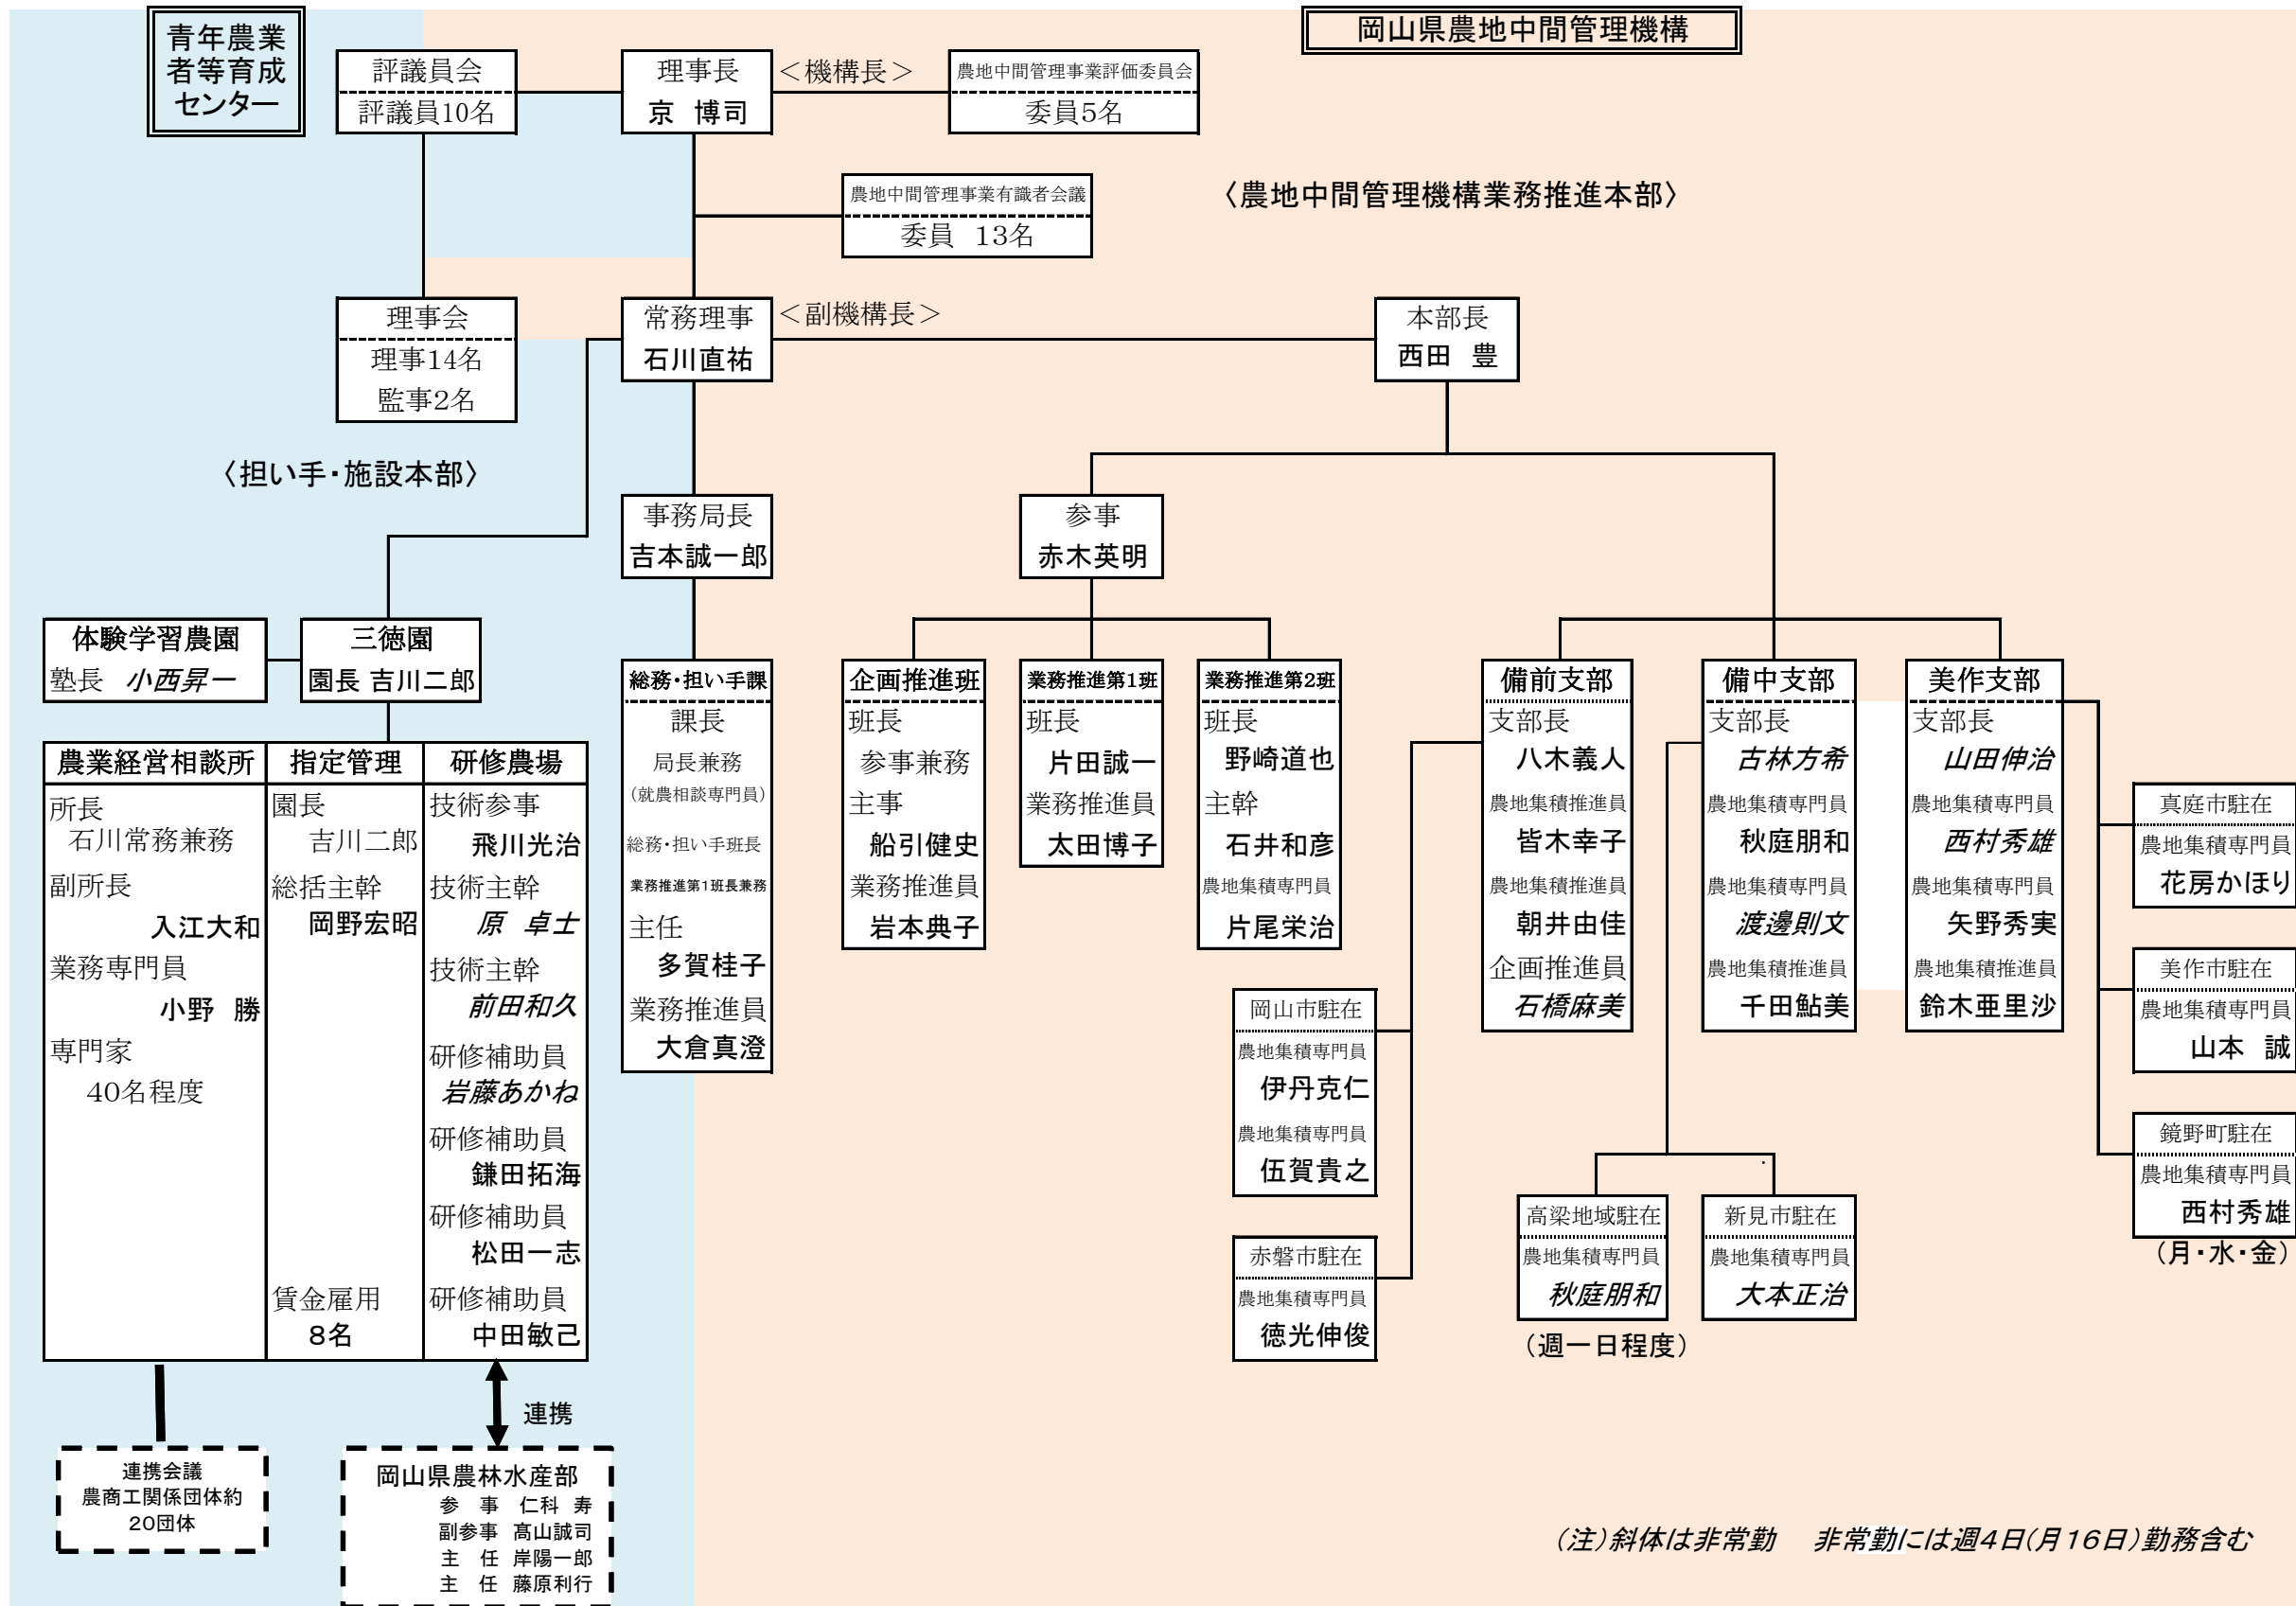 青年農業
者等育成
センター
岡山県農地中間管理機構
評議員会
評議員10名
理事長
京　博司
＜機構長＞
農地中間管理事業評価委員会
委員5名
農地中間管理事業有識者会議
委員　13名
〈農地中間管理機構業務推進本部〉
理事会
理事14名
監事2名
常務理事
石川直祐
＜副機構長＞
本部長
西田　豊
〈担い手・施設本部〉
事務局長
吉本誠一郎
参事
赤木英明
体験学習農園
塾長　小西昇一
三徳園
園長 吉川二郎
農業経営相談所
所長
石川常務兼務
副所長
入江大和
業務専門員
小野　勝
専門家
40名程度
指定管理
園長
吉川二郎
総括主幹
岡野宏昭
賃金雇用
8名
研修農場
技術参事
飛川光治
技術主幹
原　卓士
技術主幹
前田和久
研修補助員
岩藤あかね
研修補助員
鎌田拓海
研修補助員
松田一志
研修補助員
中田敏己
総務・担い手課
課長
局長兼務
（就農相談専門員）
総務・担い手班長
業務推進第1班長兼務
主任
多賀桂子
業務推進員
大倉真澄
企画推進班
班長
参事兼務
主事
船引健史
業務推進員
岩本典子
業務推進第1班
班長
片田誠一
業務推進員
太田博子
業務推進第2班
班長
野崎道也
主幹
石井和彦
農地集積専門員
片尾栄治
備前支部
支部長
八木義人
農地集積推進員
皆木幸子
農地集積推進員
朝井由佳
企画推進員
石橋麻美
備中支部
支部長
古林方希
農地集積専門員
秋庭朋和
農地集積専門員
渡邊則文
農地集積推進員
千田鮎美
美作支部
支部長
山田伸治
農地集積専門員
西村秀雄
農地集積専門員
矢野秀実
農地集積推進員
鈴木亜里沙
真庭市駐在
農地集積専門員
花房かほり
美作市駐在
農地集積専門員
山本　誠
鏡野町駐在
農地集積専門員
西村秀雄
（月・水・金）
岡山市駐在
農地集積専門員
伊丹克仁
農地集積専門員
伍賀貴之
赤磐市駐在
農地集積専門員
徳光伸俊
高梁地域駐在
農地集積専門員
秋庭朋和
（週一日程度）
新見市駐在
農地集積専門員
大本正治
連携
連携会議
農商工関係団体約
20団体
岡山県農林水産部
参　事　仁科　寿
副参事　髙山誠司
主　任　岸陽一郎
主　任　藤原利行
（注）斜体は非常勤　非常勤には週4日（月16日）勤務含む